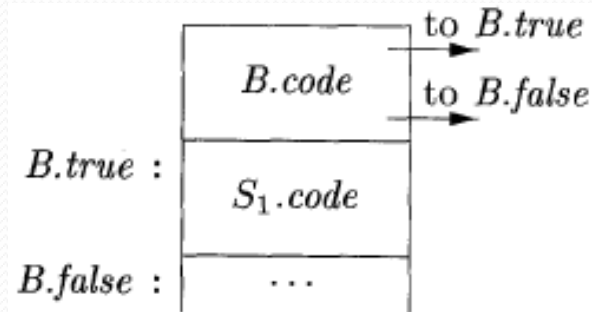 to B.true
B.code
to B.false
B.true :
S₁.code
B.false :
...